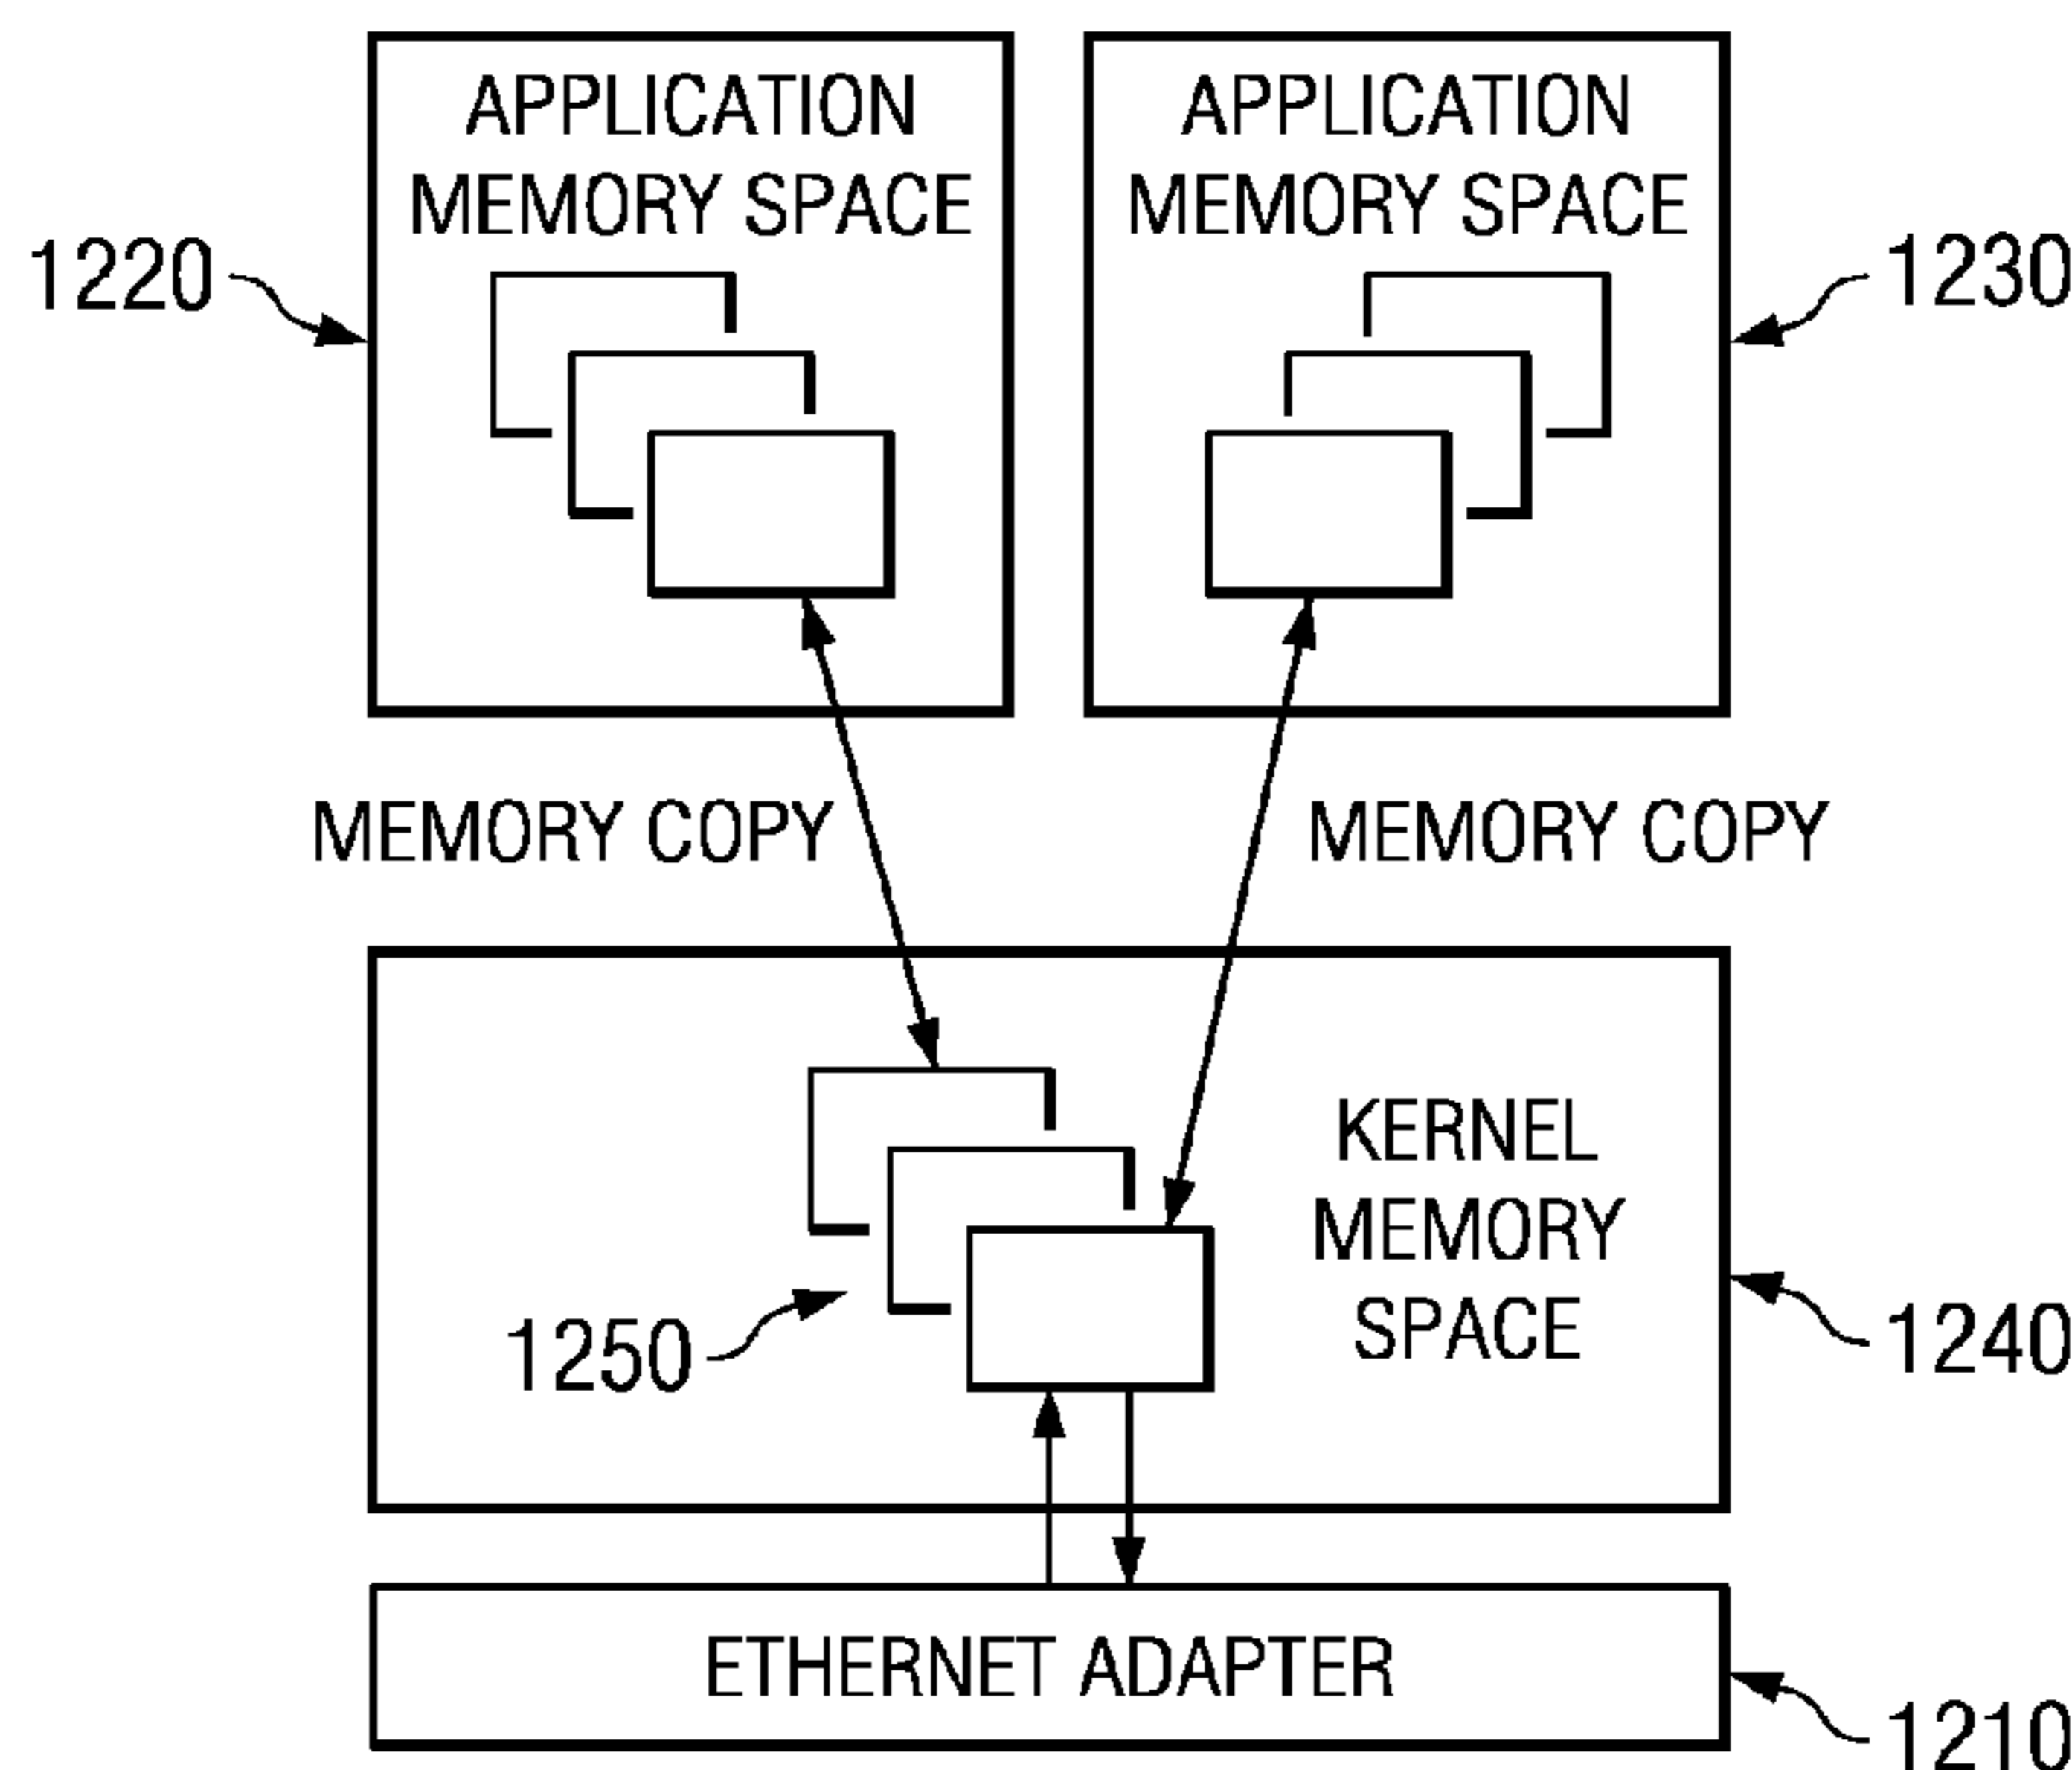 APPLICATION
MEMORY SPACE
APPLICATION
MEMORY SPACE
1220
1230
MEMORY COPY
MEMORY COPY
KERNEL
MEMORY
SPACE
1250
1240
ETHERNET ADAPTER
1210